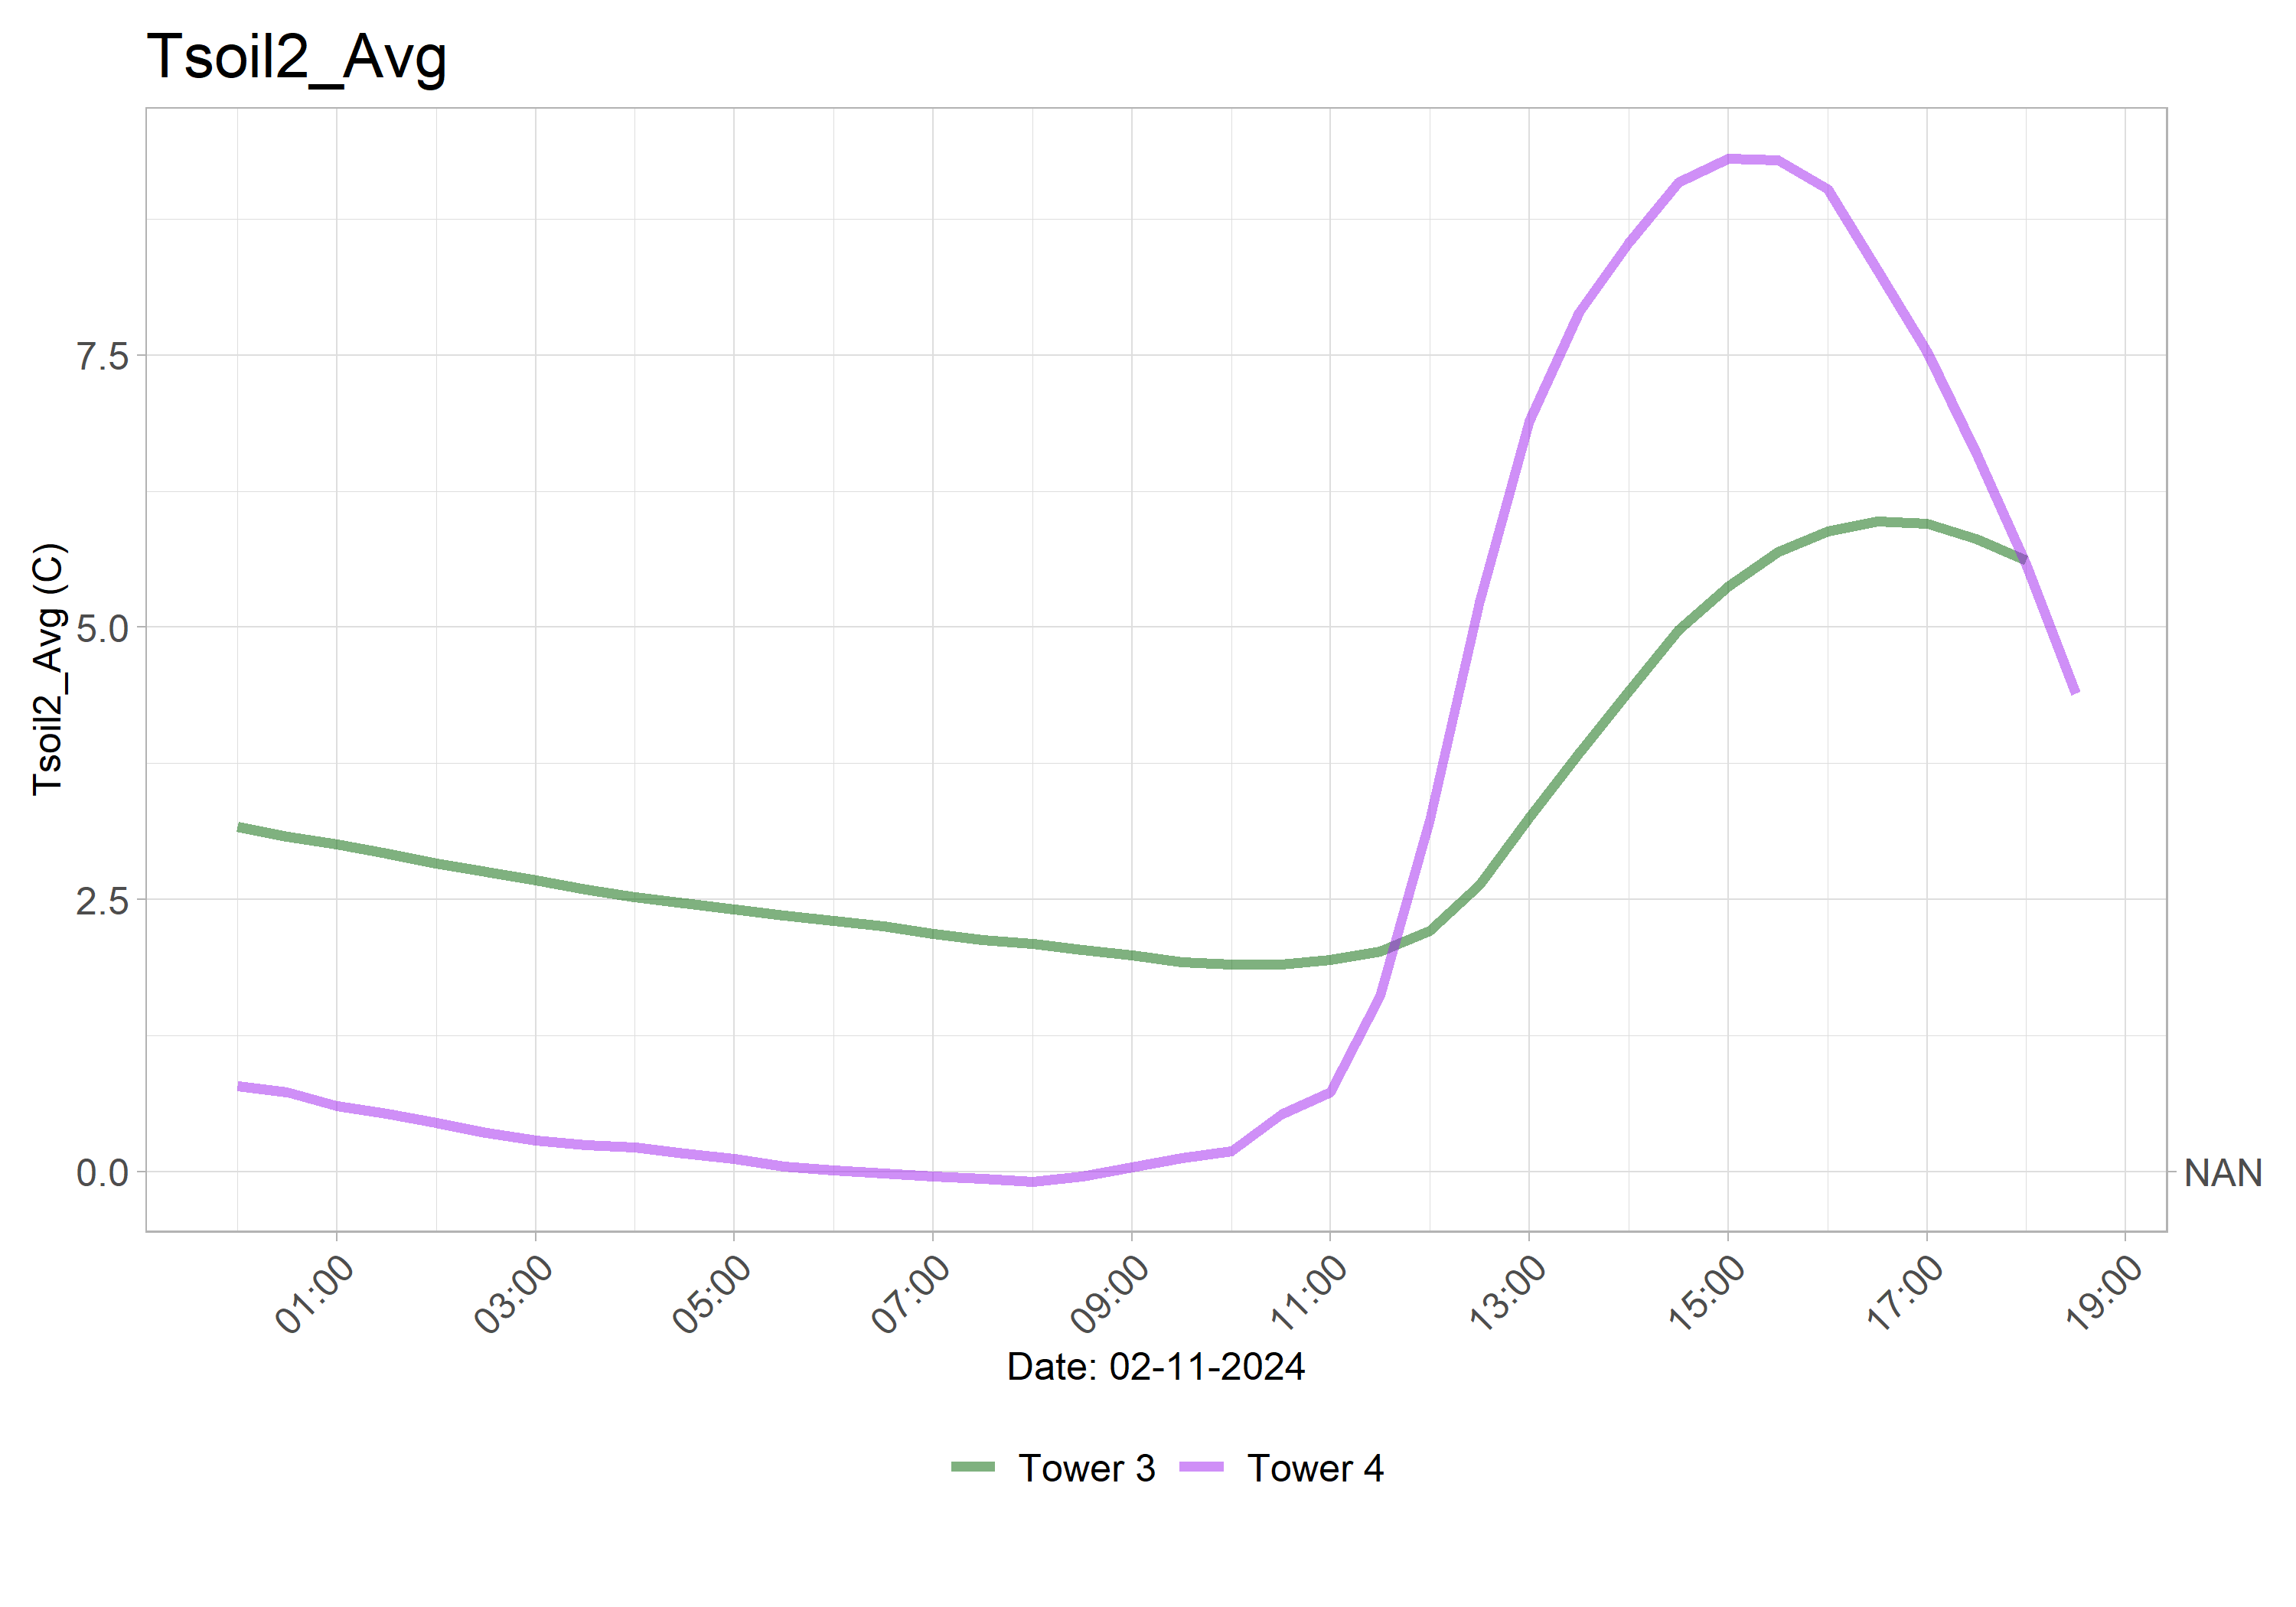 Tsoil2_Avg
Tsoil2_Avg (C)
7.5
5.0
2.5
0.0
NAN
01:00 03:00 05:00 07:00 09:00 11:00 13:00 15:00 17:00 19:00
Date: 02-11-2024
Tower 3 Tower 4